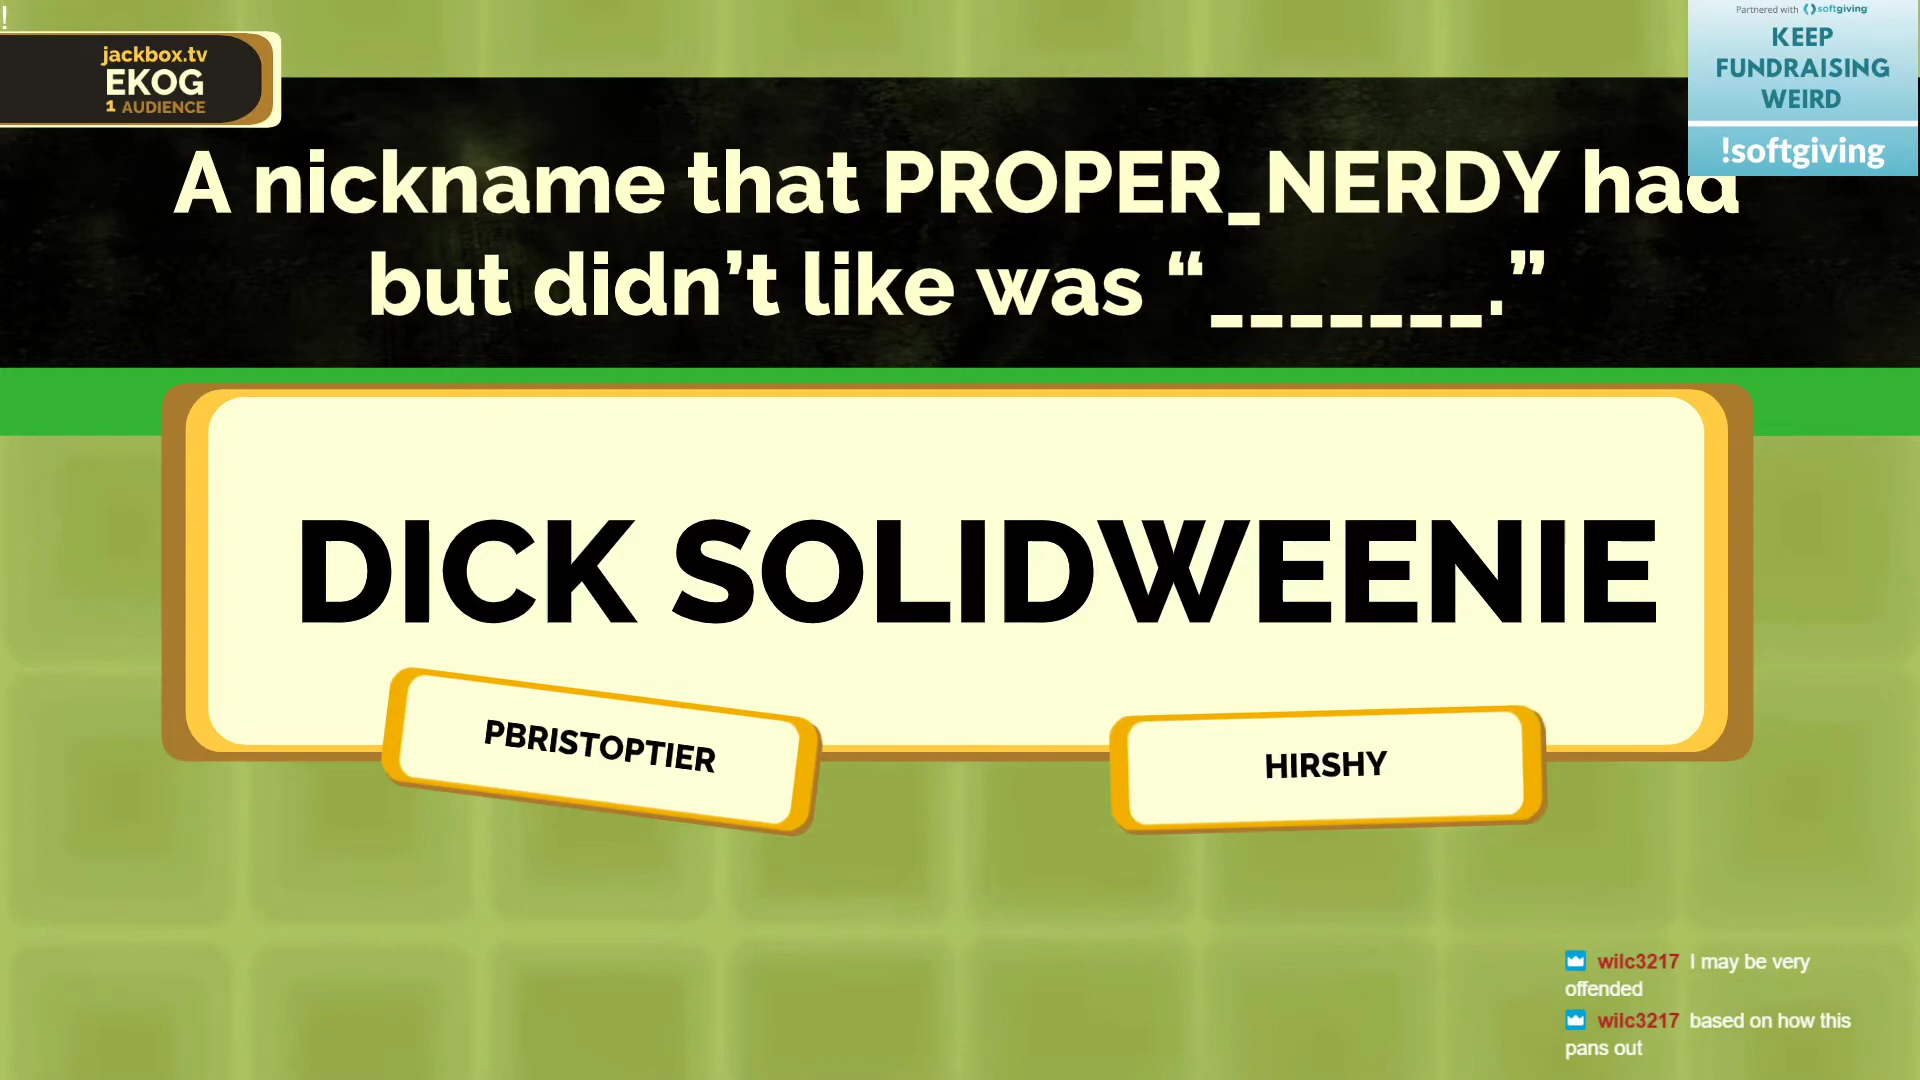 !
jackbox.tv
EKOG
1 AUDIENCE
Partnered with softgiving
KEEP
FUNDRAISING
WEIRD
!softgiving
A nickname that PROPER_NERDY had
but didn’t like was “_______.”
DICK SOLIDWEENIE
PBRISTOPTIER
HIRSHY
wilc3217 I may be very
offended
wilc3217 based on how this
pans out